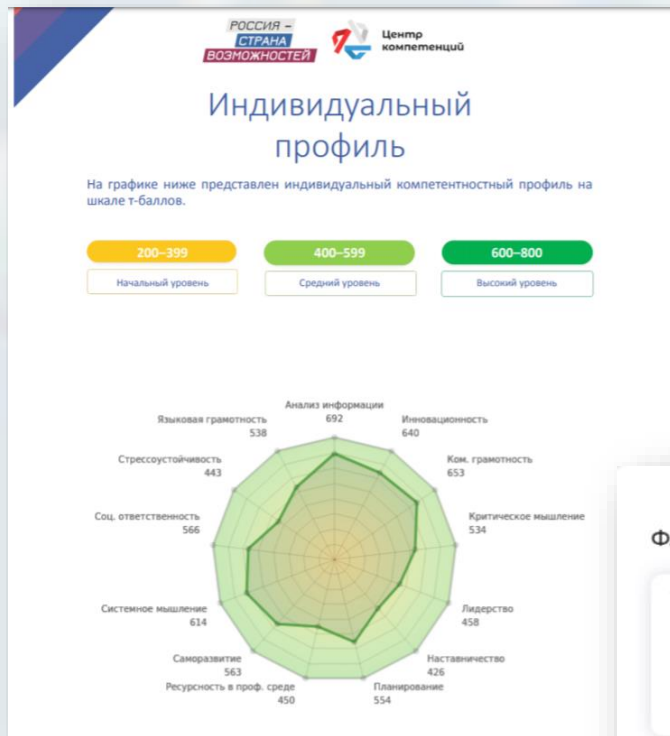 РОССИЯ –
СТРАНА
ВОЗМОЖНОСТЕЙ
Центр
компетенций
Индивидуальный
профиль
На графике ниже представлен индивидуальный компетентностный профиль на
шкале т-баллов.
200–399
400–599
600–800
Начальный уровень
Средний уровень
Высокий уровень
Анализ информации
692
Инновационность
640
Ком. грамотность
653
Критическое мышление
534
Лидерство
458
Наставничество
426
Планирование
554
Ресурсность в проф. среде
450
Саморазвитие
563
Системное мышление
614
Соц. ответственность
566
Стрессоустойчивость
443
Языковая грамотность
538
Ф